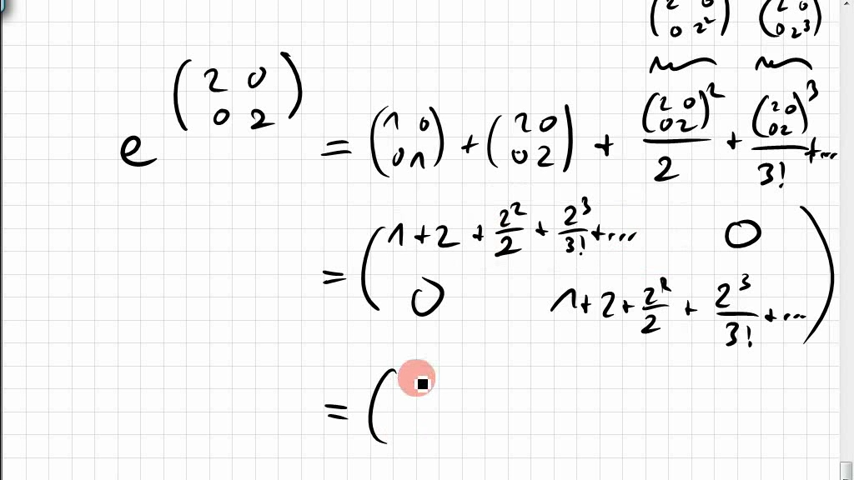 (2 0 / 0 2²) (2 0 / 0 2³)
e^(2 0 / 0 2) = (1 0 / 0 1) + (2 0 / 0 2) + (2 0 / 0 2)²/2 + (2 0 / 0 2)³/3! + ...
= (1+2+2²/2+2³/3!+... 0
0 1+2+2²/2+2³/3!+...)
= (